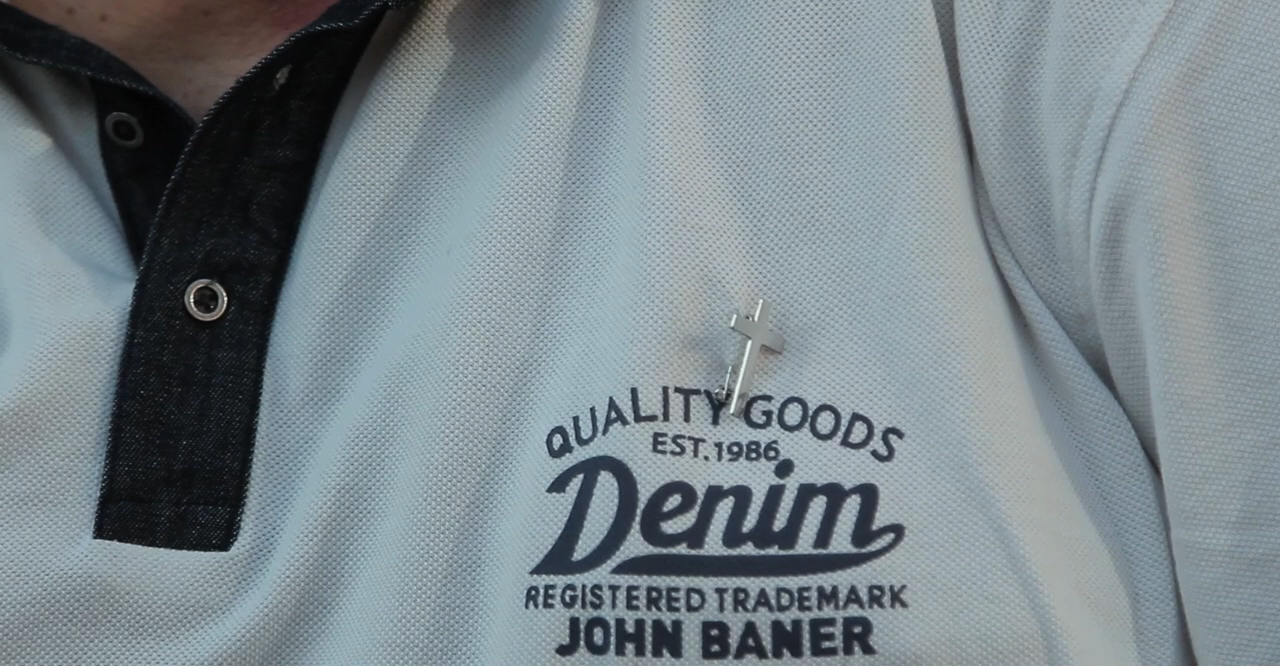 QUALITY GOODS
EST. 1986
Denim
REGISTERED TRADEMARK
JOHN BANER